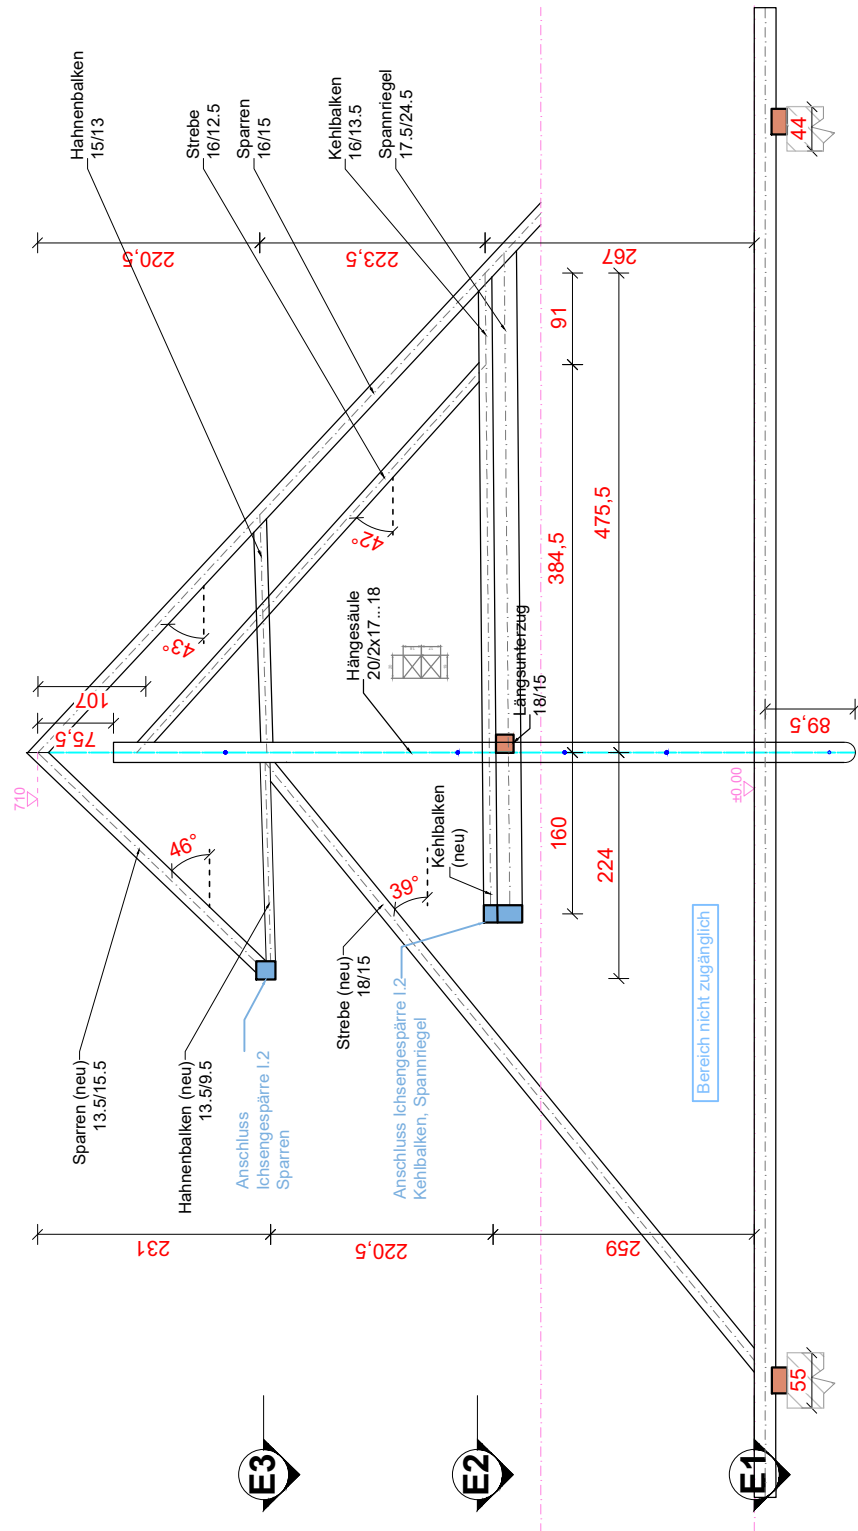 Hahnenbalken
15/13
Strebe
16/12.5
Sparren
16/15
Kehlbalken
16/13.5
Spannriegel
17.5/24.5
220,5
223,5
267
91
384,5
475,5
42°
43°
107
75,5
Hängesäule
20/2x17...18
Längsunterzug
18/15
44
89,5
710
±0,00
46°
39°
Kehlbalken
(neu)
160
224
Strebe (neu)
18/15
Sparren (neu)
13.5/15.5
Hahnenbalken (neu)
13.5/9.5
Anschluss
Ichsengespärre I.2
Sparren
Anschluss Ichsengespärre I.2
Kehlbalken, Spannriegel
Bereich nicht zugänglich
231
220,5
259
55
E3
E2
E1